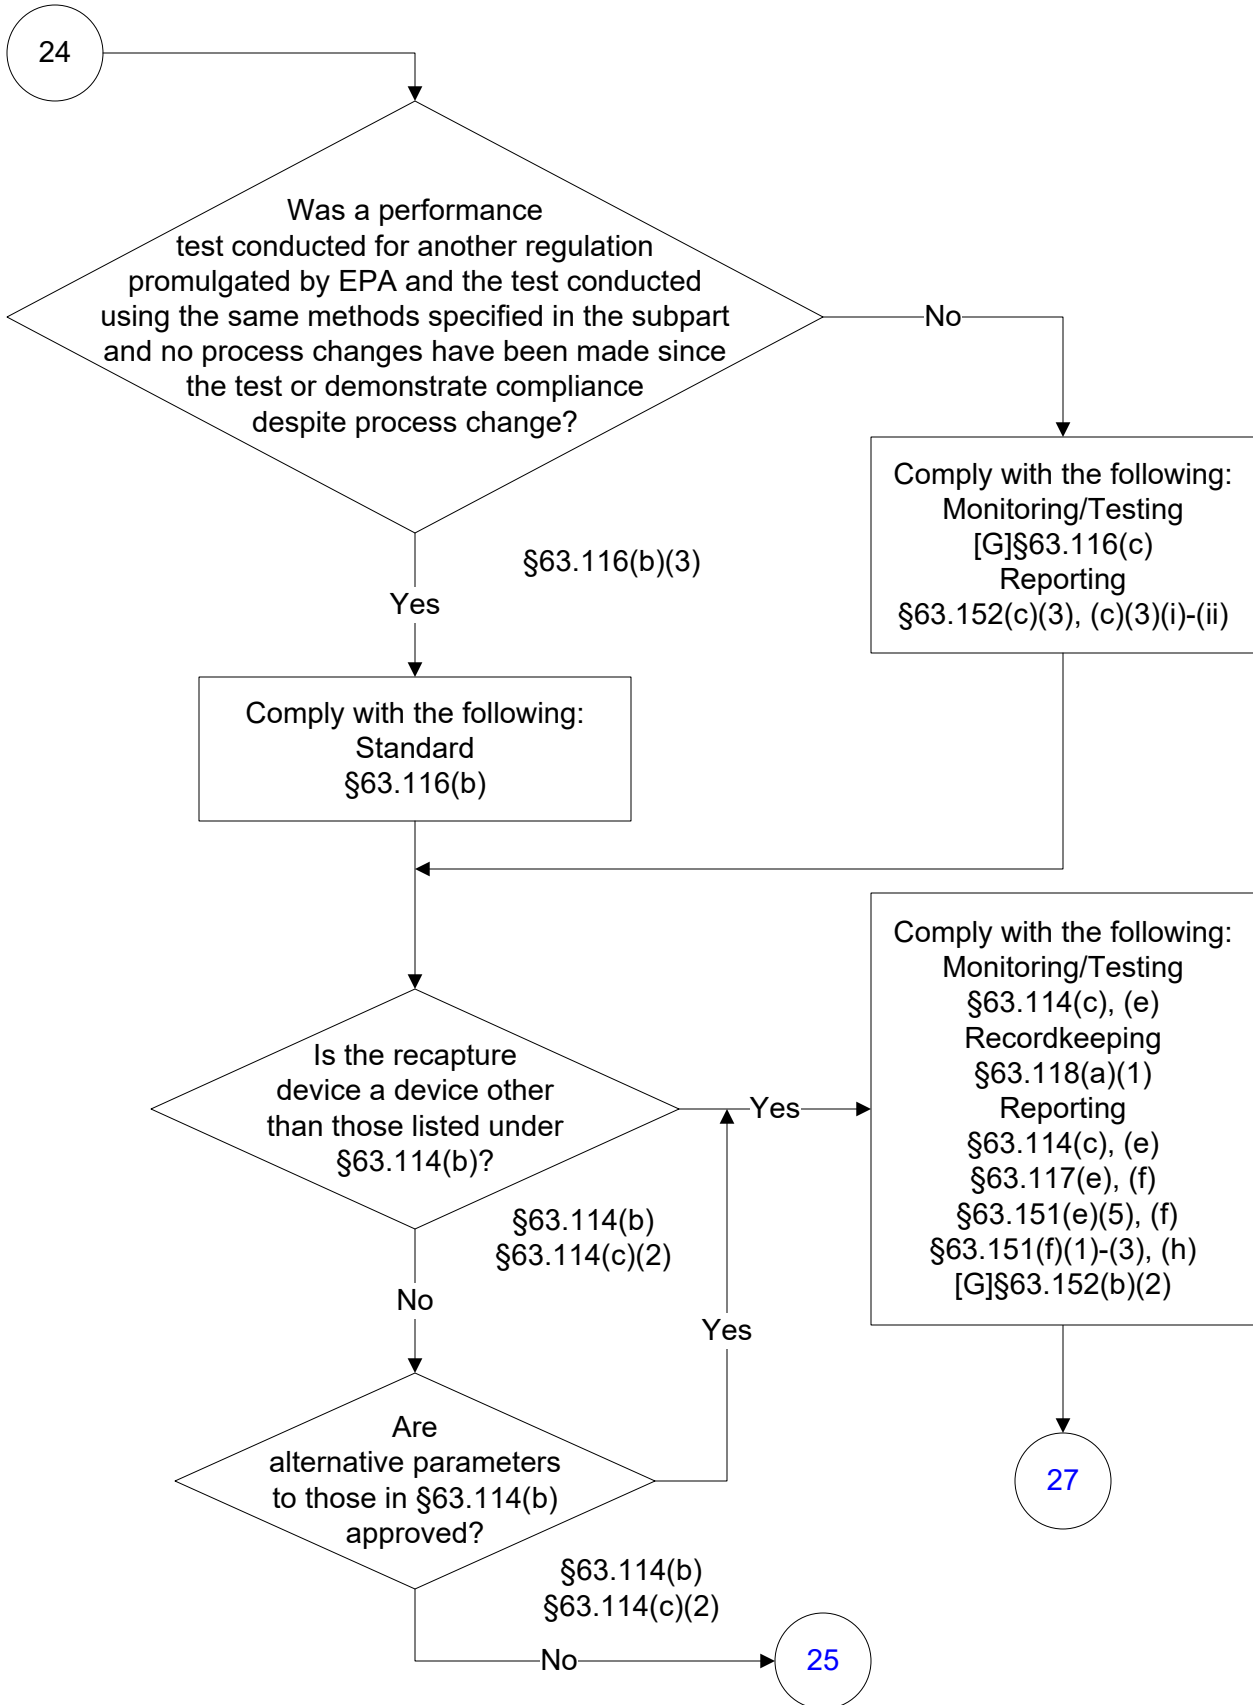 24
Was a performance
test conducted for another regulation
promulgated by EPA and the test conducted
using the same methods specified in the subpart
and no process changes have been made since
the test or demonstrate compliance
despite process change?
No
Comply with the following:
Monitoring/Testing
[G]§63.116(c)
Reporting
§63.152(c)(3), (c)(3)(i)-(ii)
§63.116(b)(3)
Yes
Comply with the following:
Standard
§63.116(b)
Is the recapture
device a device other
than those listed under
§63.114(b)?
Yes
Comply with the following:
Monitoring/Testing
§63.114(c), (e)
Recordkeeping
§63.118(a)(1)
Reporting
§63.114(c), (e)
§63.117(e), (f)
§63.151(e)(5), (f)
§63.151(f)(1)-(3), (h)
[G]§63.152(b)(2)
§63.114(b)
§63.114(c)(2)
No
Yes
Are
alternative parameters
to those in §63.114(b)
approved?
27
§63.114(b)
§63.114(c)(2)
No
25